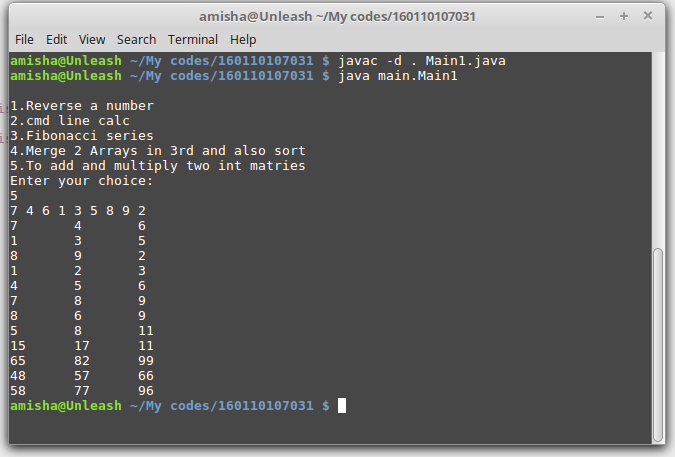 amisha@Unleash ~/My codes/160110107031
File Edit View Search Terminal Help
amisha@Unleash ~/My codes/160110107031 $ javac -d . Main1.java
amisha@Unleash ~/My codes/160110107031 $ java main.Main1
1.Reverse a number
2.cmd line calc
3.Fibonacci series
4.Merge 2 Arrays in 3rd and also sort
5.To add and multiply two int matries
Enter your choice:
5
7 4 6 1 3 5 8 9 2
7 4 6
1 3 5
8 9 2
1 2 3
4 5 6
7 8 9
8 6 9
5 8 11
15 17 11
65 82 99
48 57 66
58 77 96
amisha@Unleash ~/My codes/160110107031 $